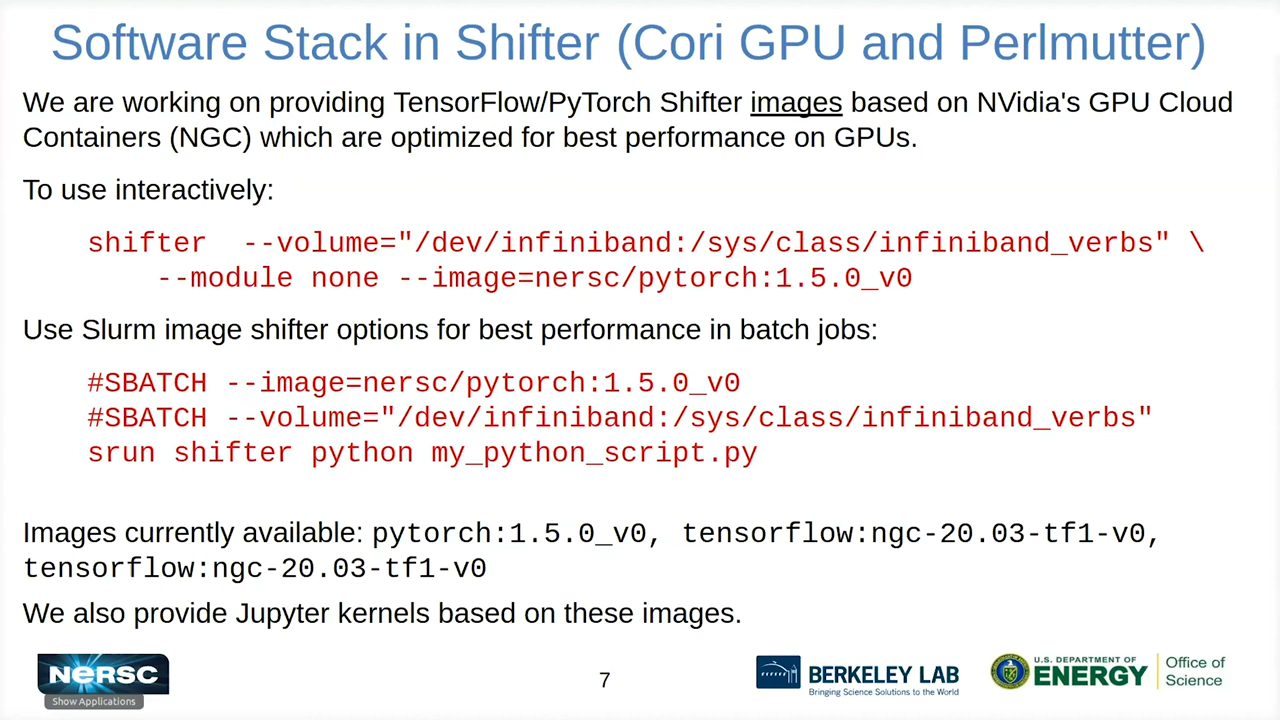 Software Stack in Shifter (Cori GPU and Perlmutter)
We are working on providing TensorFlow/PyTorch Shifter images based on NVidia's GPU Cloud
Containers (NGC) which are optimized for best performance on GPUs.
To use interactively:
shifter  --volume="/dev/infiniband:/sys/class/infiniband_verbs" \
--module none --image=nersc/pytorch:1.5.0_v0
Use Slurm image shifter options for best performance in batch jobs:
#SBATCH --image=nersc/pytorch:1.5.0_v0
#SBATCH --volume="/dev/infiniband:/sys/class/infiniband_verbs"
srun shifter python my_python_script.py
Images currently available: pytorch:1.5.0_v0, tensorflow:ngc-20.03-tf1-v0,
tensorflow:ngc-20.03-tf1-v0
We also provide Jupyter kernels based on these images.
NERSC
Show Applications
7
BERKELEY LAB
Bringing Science Solutions to the World
U.S. DEPARTMENT OF
ENERGY
Office of
Science